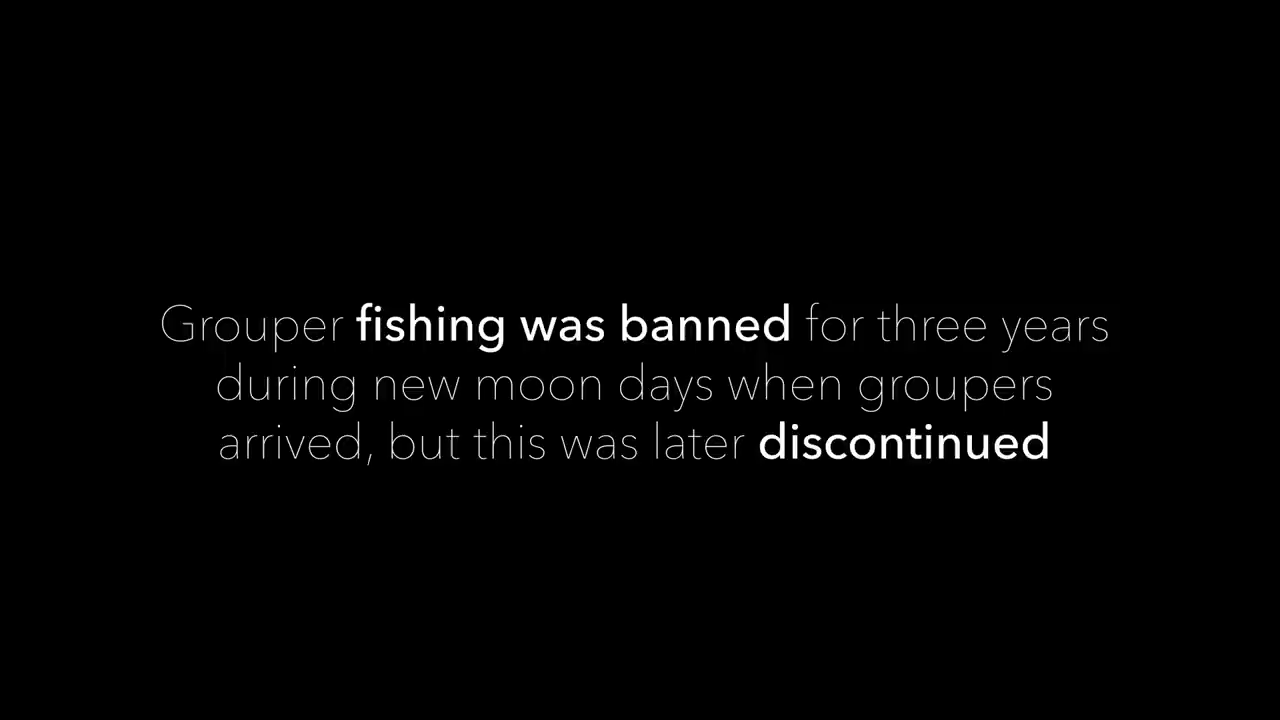 Grouper fishing was banned for three years
during new moon days when groupers
arrived, but this was later discontinued